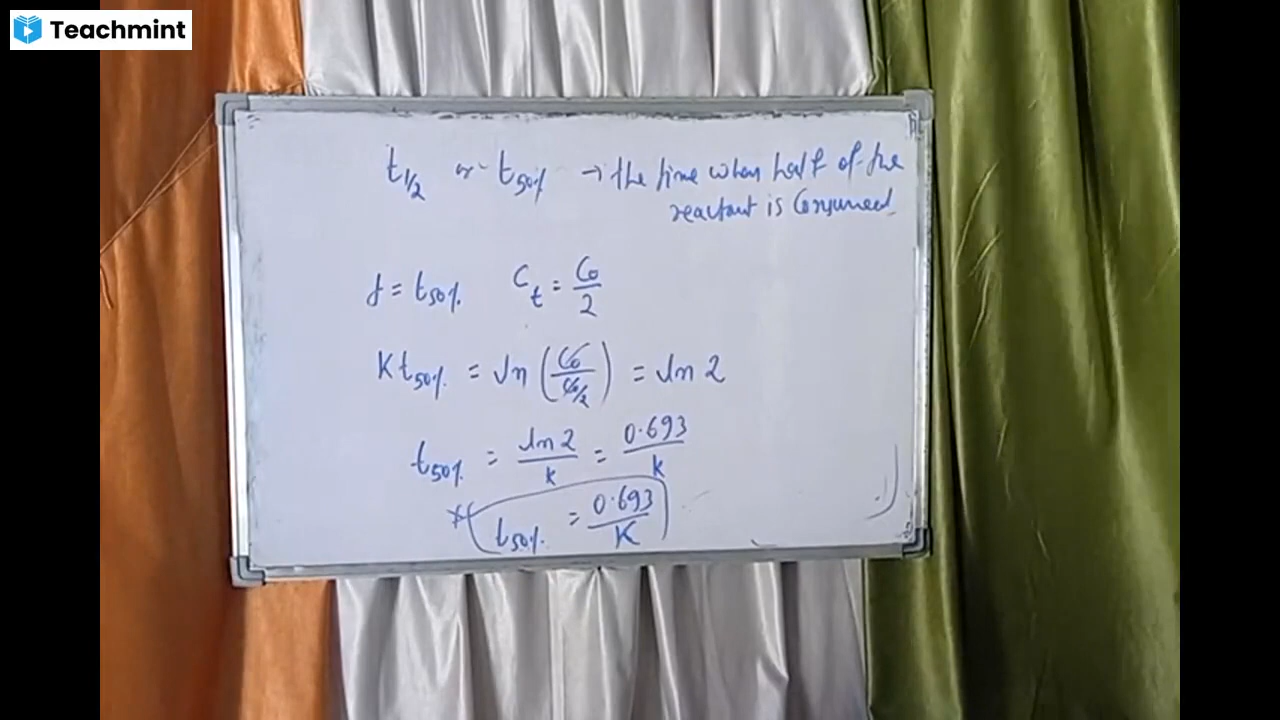 Teachmint
t1/2 or t50% → the time when half of the
reactant is Consumed
t = t50% Ct = C0/2
Kt50% = ln (C0/C0/2) = ln 2
t50% = ln 2/k = 0.693/k
* t50% = 0.693/K